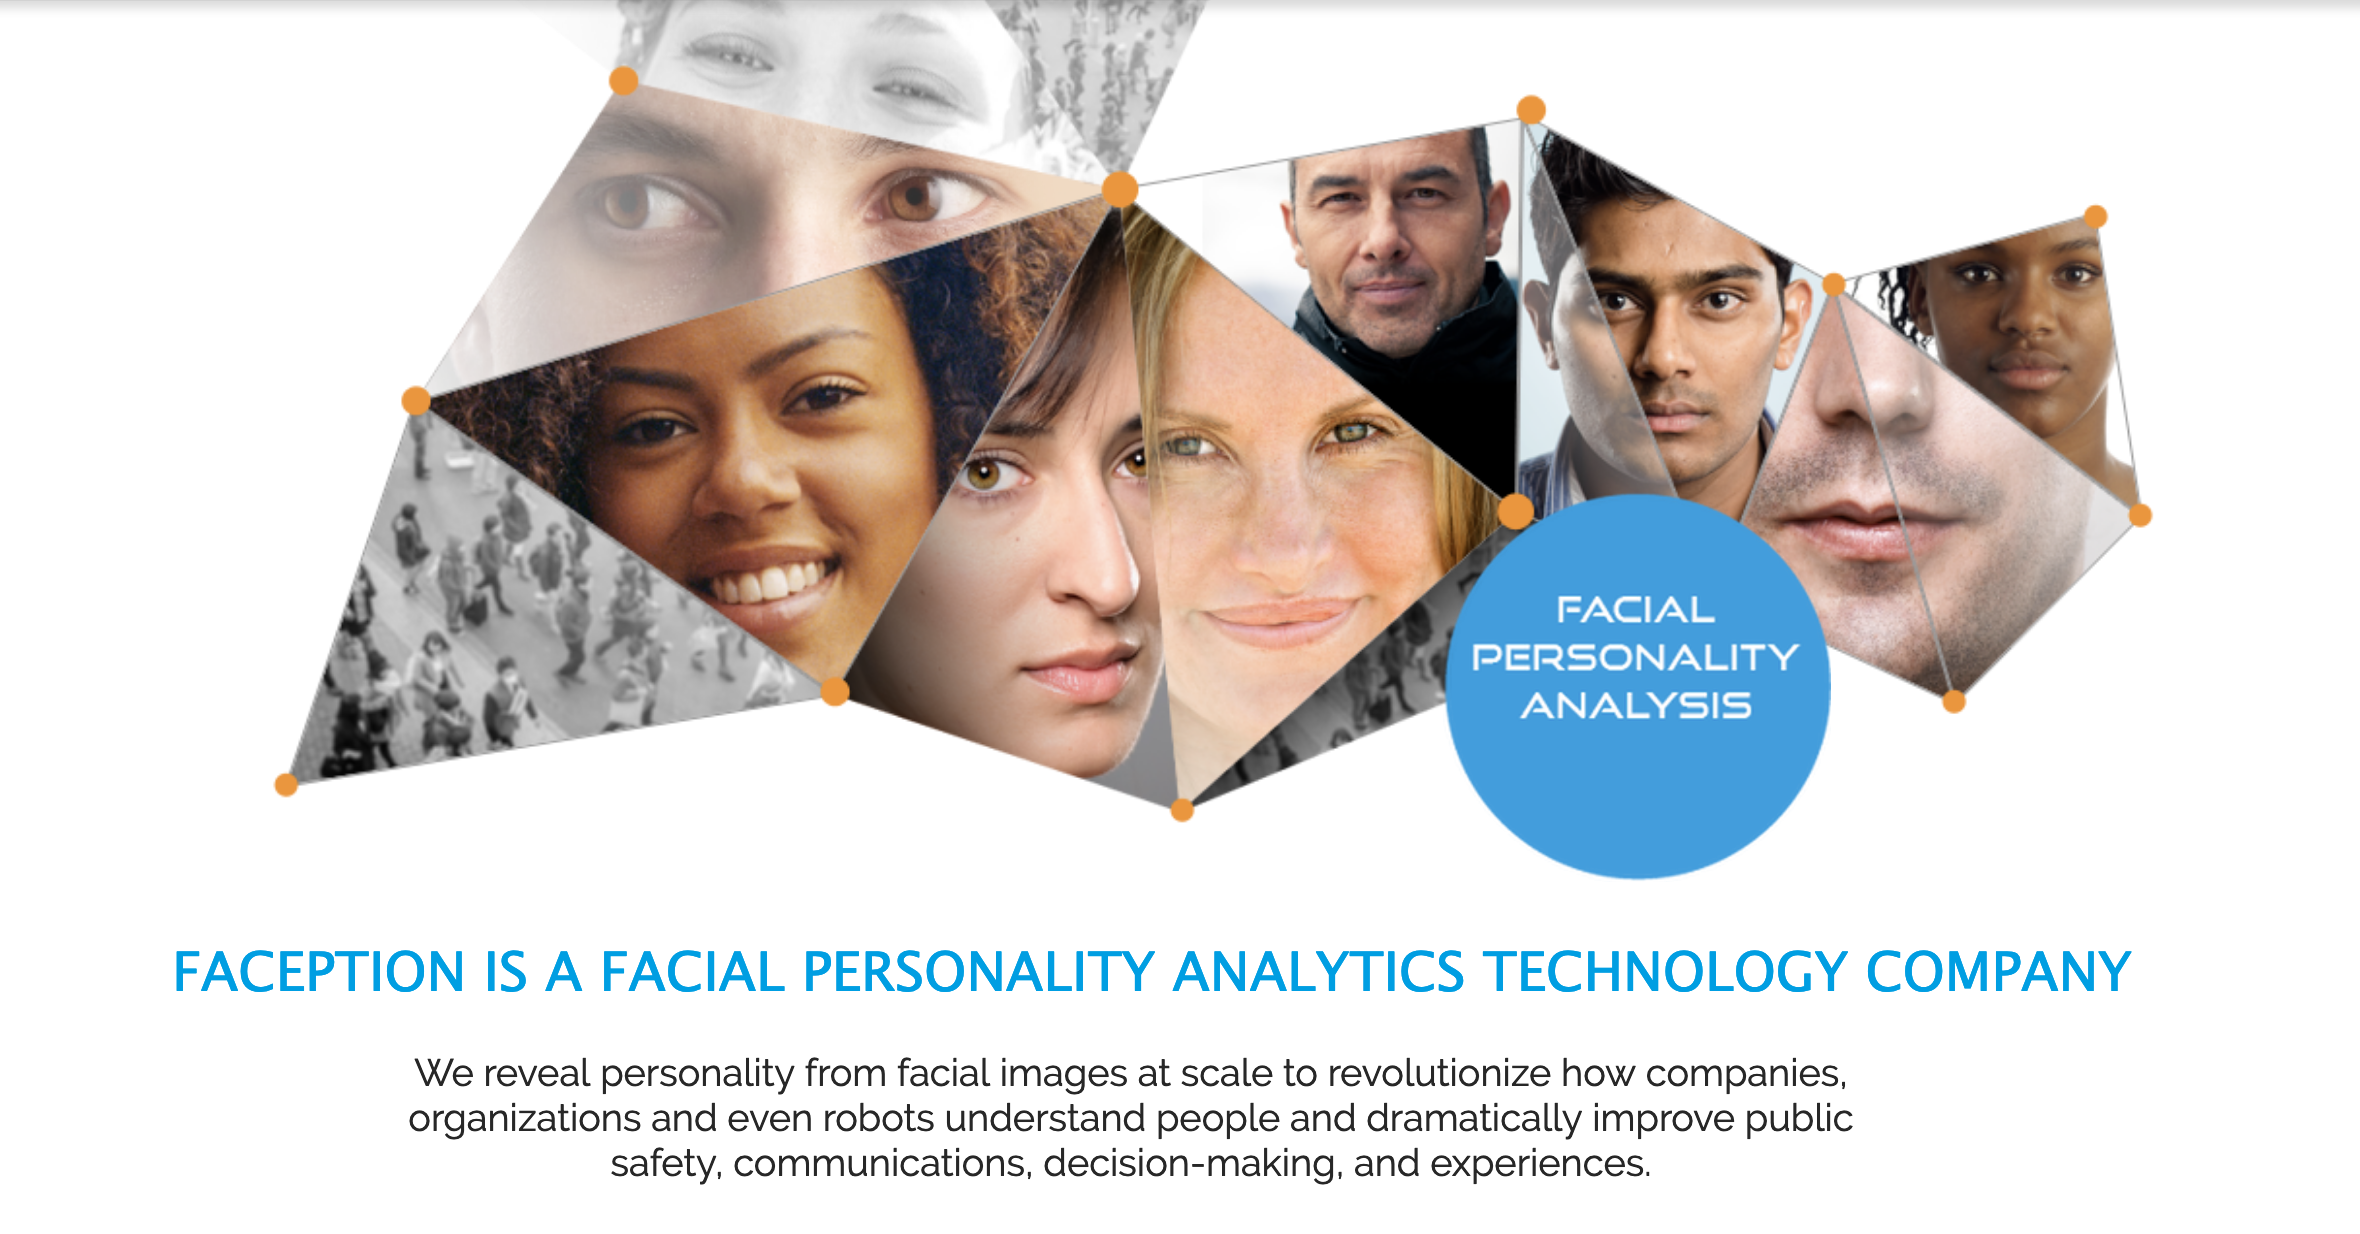 FACIAL
PERSONALITY
ANALYSIS
FACEPTION IS A FACIAL PERSONALITY ANALYTICS TECHNOLOGY COMPANY
We reveal personality from facial images at scale to revolutionize how companies,
organizations and even robots understand people and dramatically improve public
safety, communications, decision-making, and experiences.